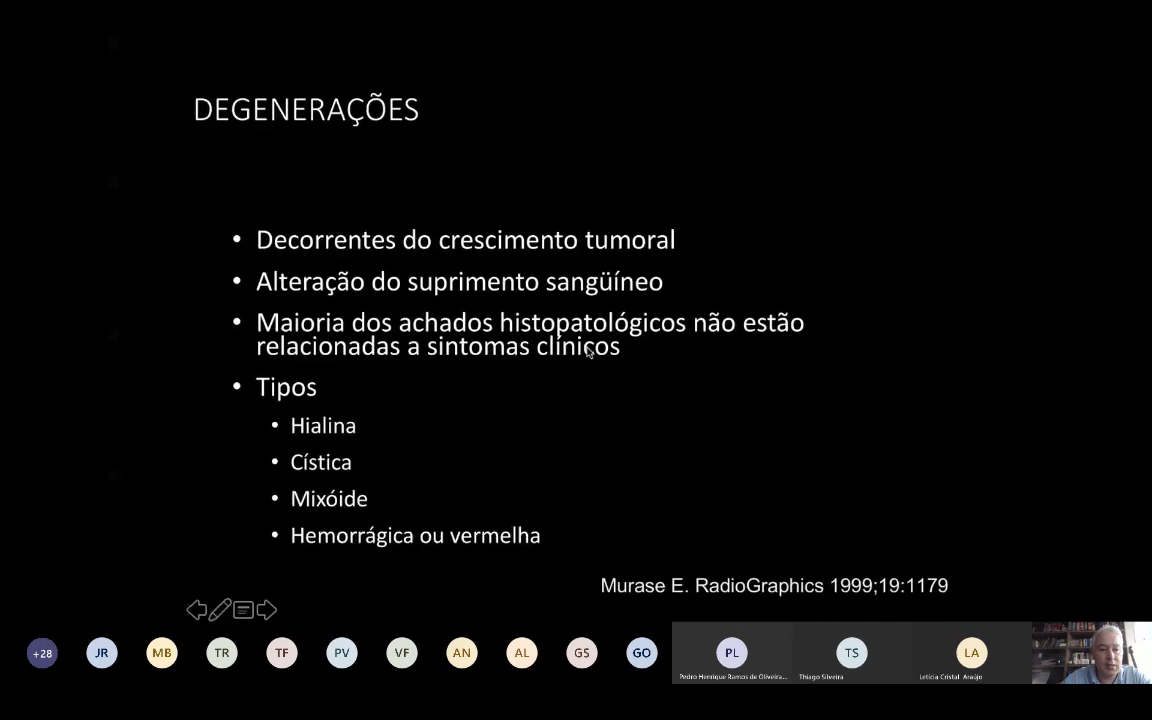 DEGENERAÇÕES
• Decorrentes do crescimento tumoral
• Alteração do suprimento sangüíneo
• Maioria dos achados histopatológicos não estão
relacionadas a sintomas clínicos
• Tipos
• Hialina
• Cística
• Mixóide
• Hemorrágica ou vermelha
Murase E. RadioGraphics 1999;19:1179
+28 JR MB TR TF PV VF AN AL GS GO PL TS LA
Pedro Henrique Ramos de Oliveira... Thiago Silveira Leticia Cristal Araújo